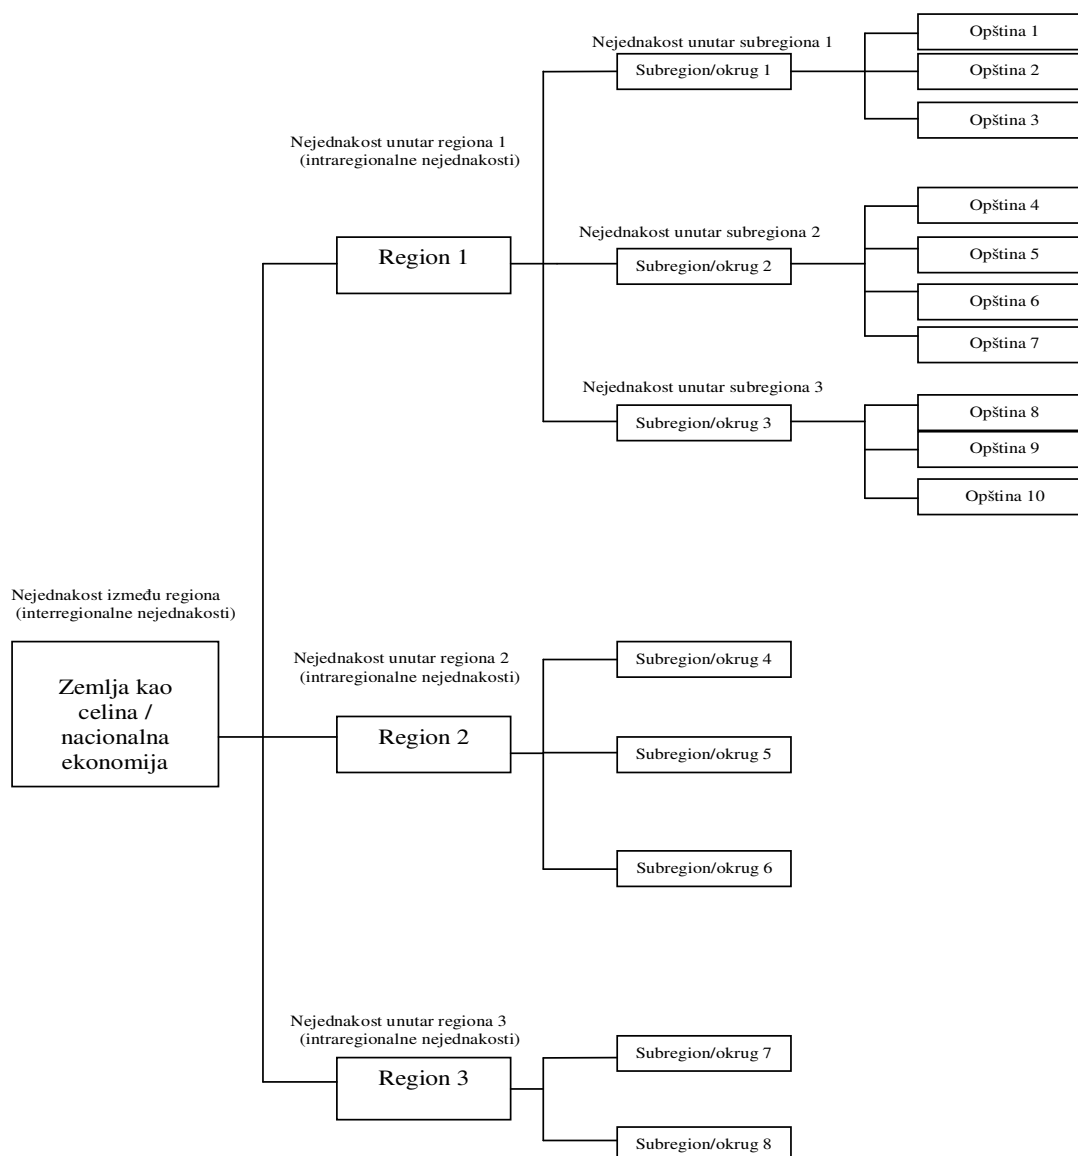 Opština 1
Nejednakost unutar subregiona 1
Subregion/okrug 1
Opština 2
Opština 3
Nejednakost unutar regiona 1
(intraregionalne nejednakosti)
Opština 4
Nejednakost unutar subregiona 2
Region 1
Subregion/okrug 2
Opština 5
Opština 6
Opština 7
Nejednakost unutar subregiona 3
Subregion/okrug 3
Opština 8
Opština 9
Opština 10
Nejednakost između regiona
(interregionalne nejednakosti)
Zemlja kao
celina /
nacionalna
ekonomija
Nejednakost unutar regiona 2
(intraregionalne nejednakosti)
Region 2
Subregion/okrug 4
Subregion/okrug 5
Subregion/okrug 6
Nejednakost unutar regiona 3
(intraregionalne nejednakosti)
Region 3
Subregion/okrug 7
Subregion/okrug 8